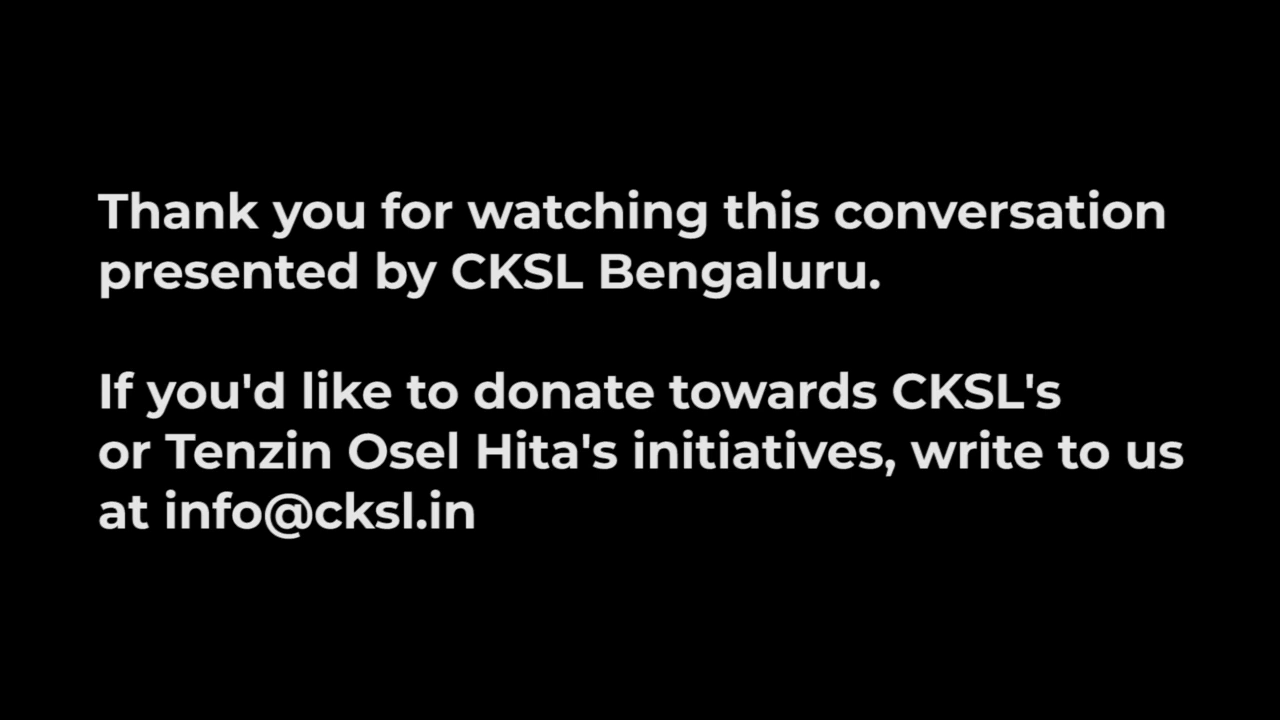 Thank you for watching this conversation
presented by CKSL Bengaluru.
If you'd like to donate towards CKSL's
or Tenzin Osel Hita's initiatives, write to us
at info@cksl.in